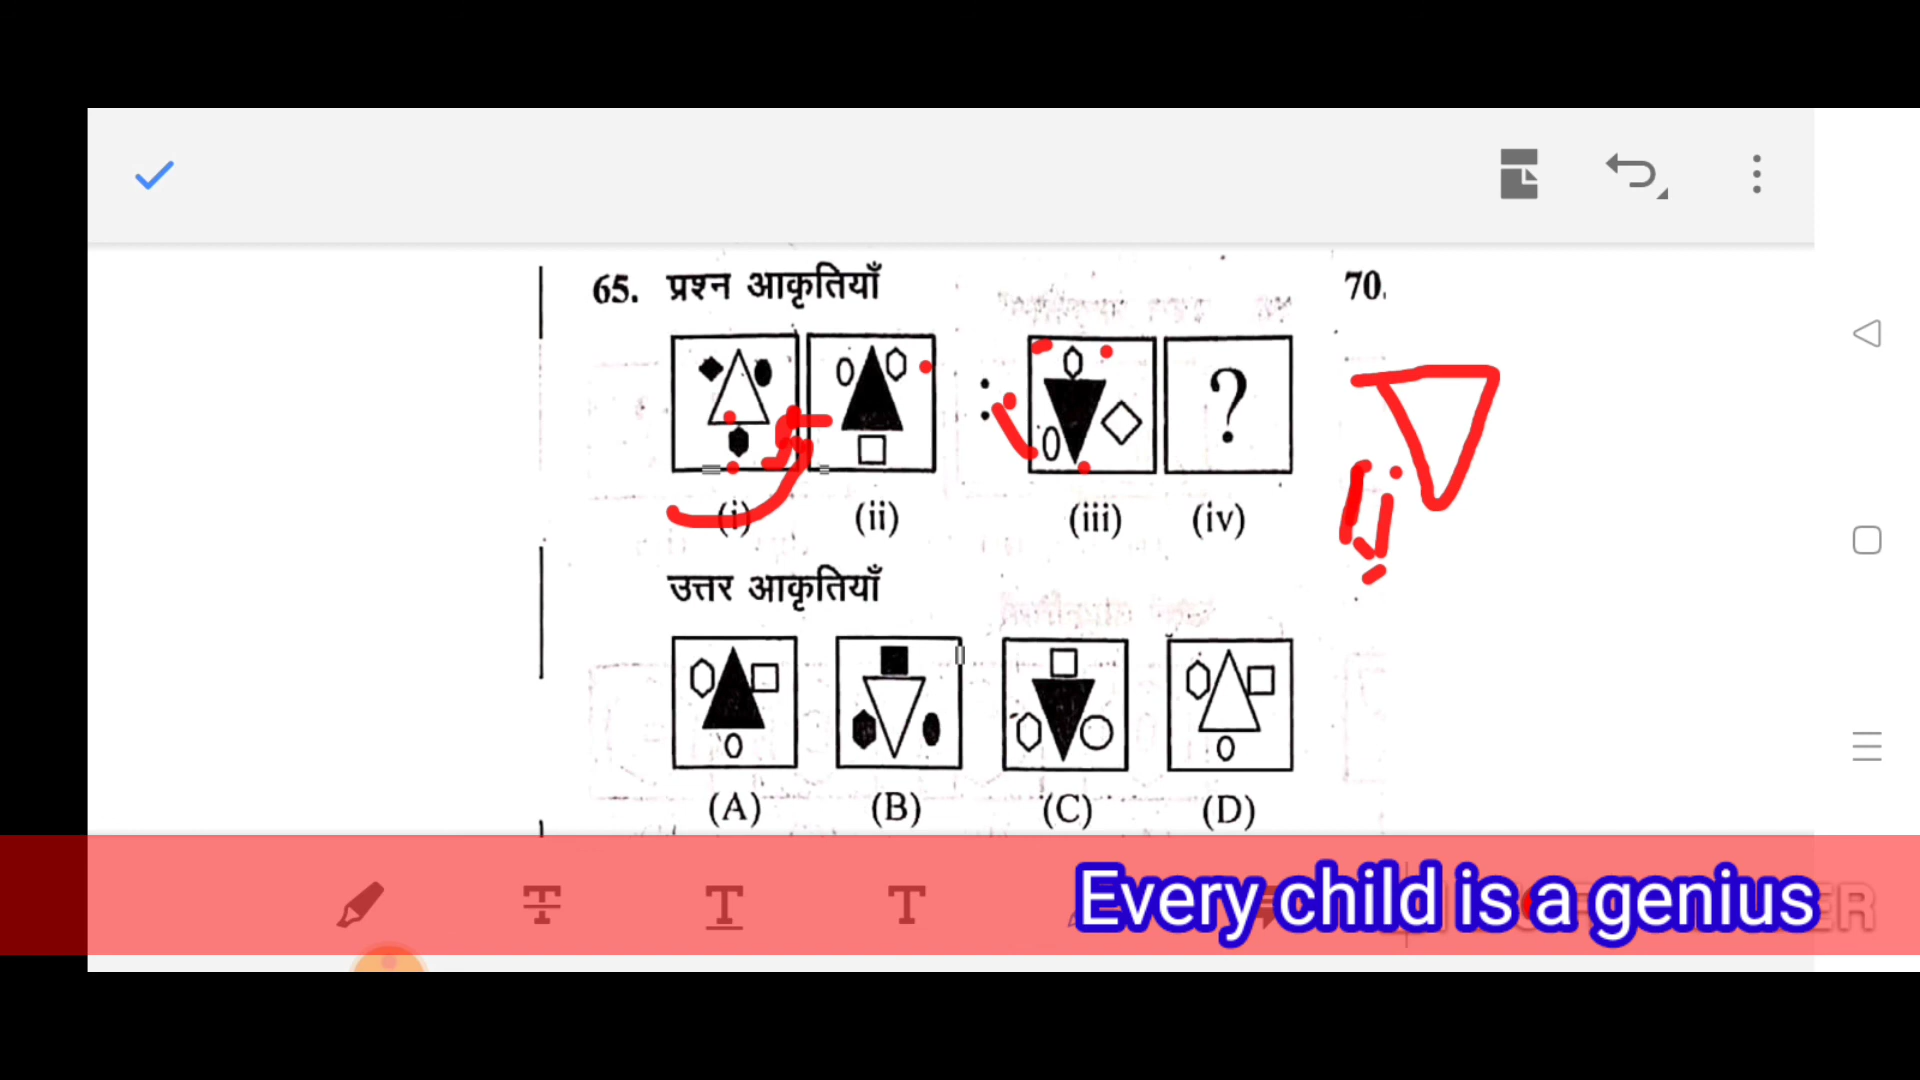 65. प्रश्न आकृतियाँ
70.
?
(i) (ii) (iii) (iv)
उत्तर आकृतियाँ
(A) (B) (C) (D)
Every child is a genius